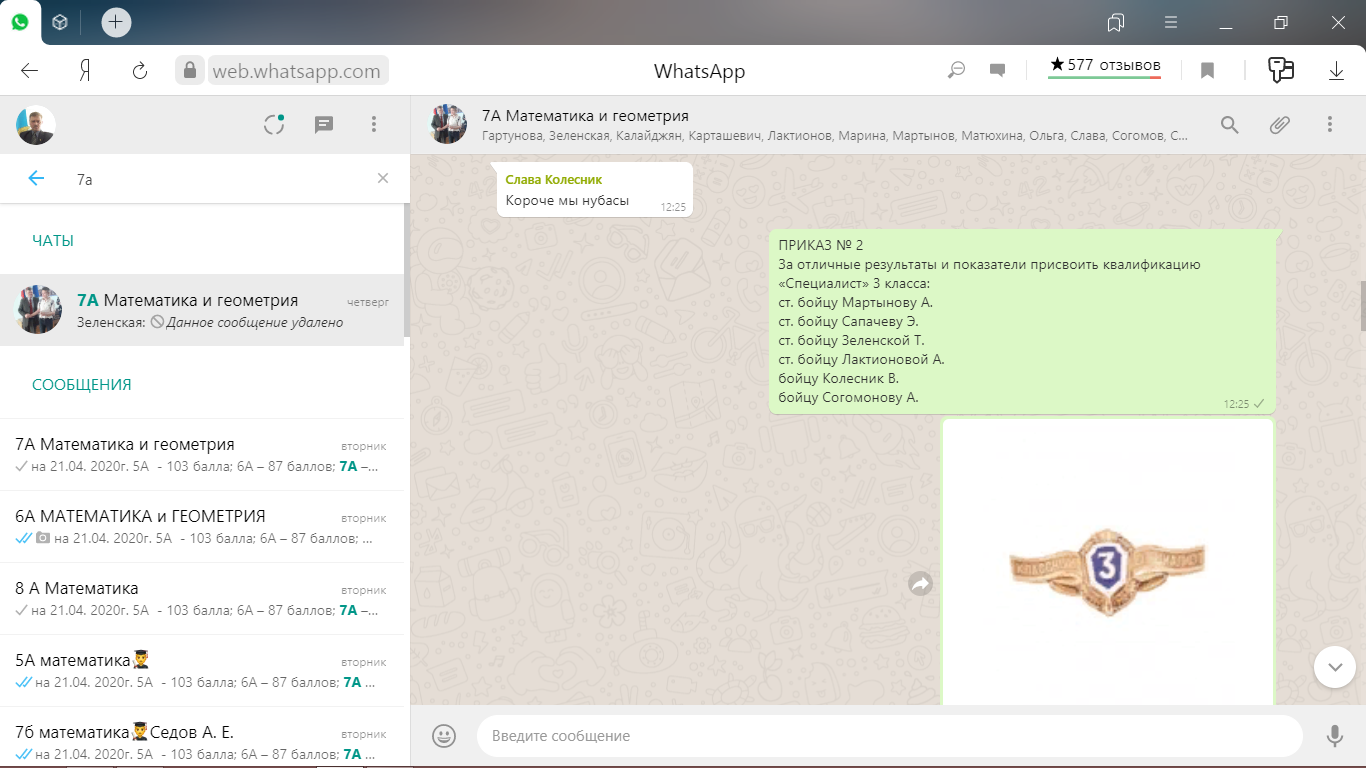 web.whatsapp.com
WhatsApp
★577 отзывов
7а
ЧАТЫ
7А Математика и геометрия
четверг
Зеленская: Данное сообщение удалено
СООБЩЕНИЯ
7А Математика и геометрия
вторник
на 21.04. 2020г. 5А - 103 балла; 6А – 87 баллов; 7А –...
6А МАТЕМАТИКА и ГЕОМЕТРИЯ
вторник
на 21.04. 2020г. 5А - 103 балла; 6А – 87 баллов; ...
8 А Математика
вторник
на 21.04. 2020г. 5А - 103 балла; 6А – 87 баллов; 7А –...
5А математика
вторник
на 21.04. 2020г. 5А - 103 балла; 6А – 87 баллов; 7А ...
7б математика Седов А. Е.
вторник
на 21.04. 2020г. 5А - 103 балла; 6А – 87 баллов; 7А ...
7А Математика и геометрия
Гартунова, Зеленская, Калайджян, Карташевич, Лактионов, Марина, Мартынов, Матюхина, Ольга, Слава, Согомов, С...
Слава Колесник
Короче мы нубасы
12:25
ПРИКАЗ № 2
За отличные результаты и показатели присвоить квалификацию
«Специалист» 3 класса:
ст. бойцу Мартынову А.
ст. бойцу Сапачеву Э.
ст. бойцу Зеленской Т.
ст. бойцу Лактионовой А.
бойцу Колесник В.
бойцу Согомонову А.
12:25
3
Введите сообщение